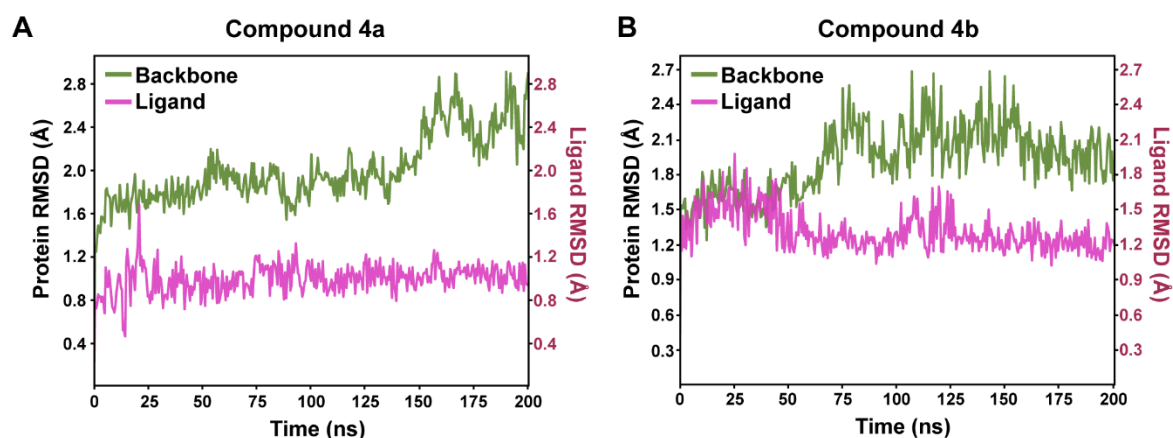 A
Compound 4a
Backbone
Ligand
Protein RMSD (Å)
2.8
2.4
2.0
1.6
1.2
0.8
0.4
2.8
2.4
2.0
1.6
1.2
0.8
0.4
Ligand RMSD (Å)
0 25 50 75 100 125 150 175 200
Time (ns)
B
Compound 4b
Backbone
Ligand
Protein RMSD (Å)
2.7
2.4
2.1
1.8
1.5
1.2
0.9
0.6
0.3
2.7
2.4
2.1
1.8
1.5
1.2
0.9
0.6
0.3
Ligand RMSD (Å)
0 25 50 75 100 125 150 175 200
Time (ns)